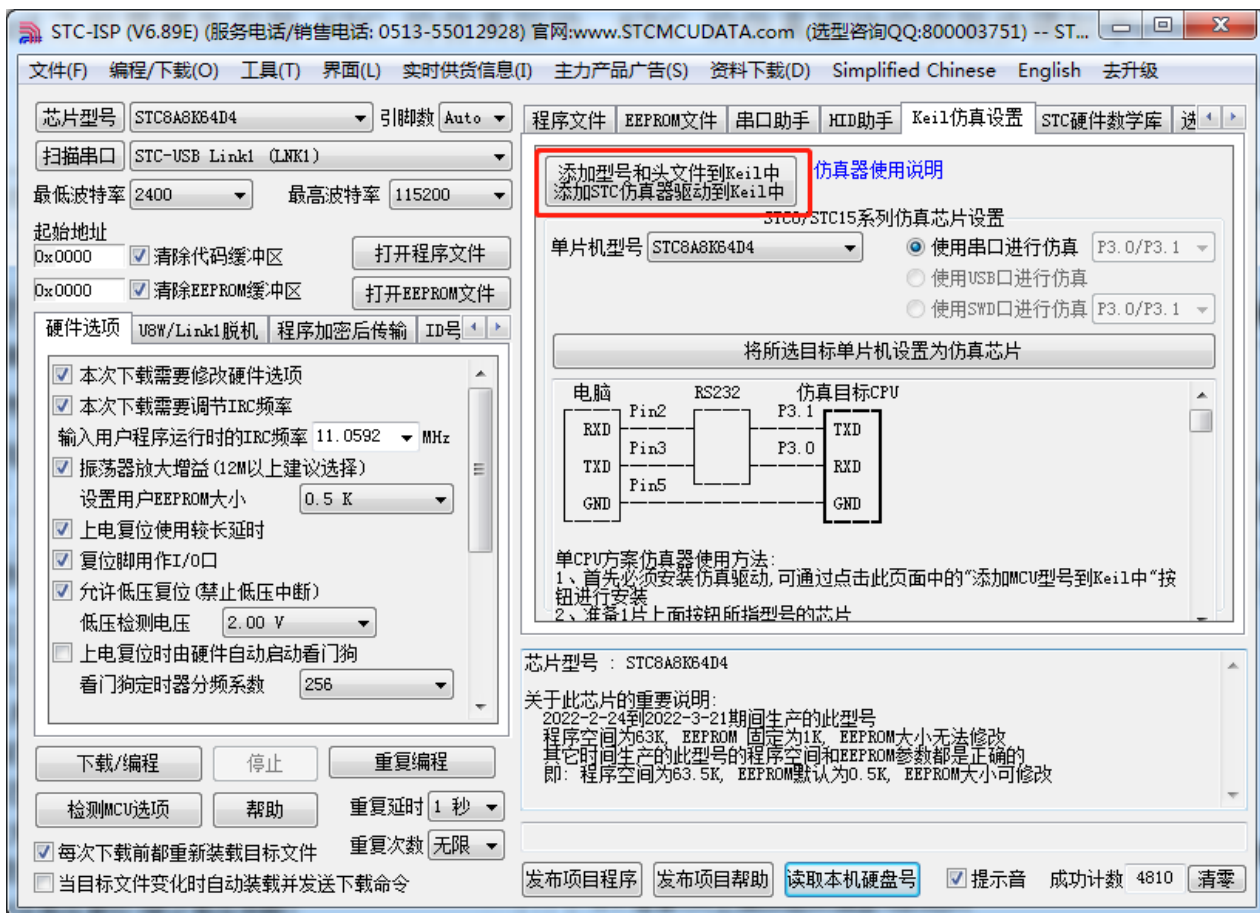 STC-ISP (V6.89E) (服务电话/销售电话: 0513-55012928) 官网:www.STCMCUDATA.com (选型咨询QQ:800003751) -- ST...
文件(F) 编程/下载(O) 工具(T) 界面(L) 实时供货信息(I) 主力产品广告(S) 资料下载(D) Simplified Chinese English 去升级
芯片型号 STC8A8K64D4 引脚数 Auto
扫描串口 STC-USB Link1 (LNK1)
最低波特率 2400 最高波特率 115200
起始地址
0x0000 清除代码缓冲区 打开程序文件
0x0000 清除EEPROM缓冲区 打开EEPROM文件
硬件选项 U8W/Link1脱机 程序加密后传输 ID号
本次下载需要修改硬件选项
本次下载需要调节IRC频率
输入用户程序运行时的IRC频率 11.0592 MHz
振荡器放大增益(12M以上建议选择)
设置用户EEPROM大小 0.5 K
上电复位使用较长延时
复位脚用作I/O口
允许低压复位(禁止低压中断)
低压检测电压 2.00 V
上电复位时由硬件自动启动看门狗
看门狗定时器分频系数 256
下载/编程 停止 重复编程
检测MCU选项 帮助 重复延时 1 秒
重复次数 无限
每次下载前都重新装载目标文件
当目标文件变化时自动装载并发送下载命令
程序文件 EEPROM文件 串口助手 HID助手 Keil仿真设置 STC硬件数学库
添加型号和头文件到Keil中
添加STC仿真器驱动到Keil中
仿真器使用说明
STC8/STC15系列仿真芯片设置
单片机型号 STC8A8K64D4 使用串口进行仿真 P3.0/P3.1
使用USB口进行仿真
使用SWD口进行仿真 P3.0/P3.1
将所选目标单片机设置为仿真芯片
电脑 RS232 仿真目标CPU
Pin2 P3.1
RXD TXD
Pin3 P3.0
TXD RXD
Pin5
GND GND
单CPU方案仿真器使用方法:
1、首先必须安装仿真驱动,可通过点击此页面中的“添加MCU型号到Keil中”按
钮进行安装
2、准备1片上面按钮所指型号的芯片
芯片型号 : STC8A8K64D4
关于此芯片的重要说明:
2022-2-24到2022-3-21期间生产的此型号
程序空间为63K, EEPROM 固定为1K, EEPROM大小无法修改
其它时间生产的此型号的程序空间和EEPROM参数都是正确的
即: 程序空间为63.5K, EEPROM默认为0.5K, EEPROM大小可修改
发布项目程序 发布项目帮助 读取本机硬盘号 提示音 成功计数 4810 清零